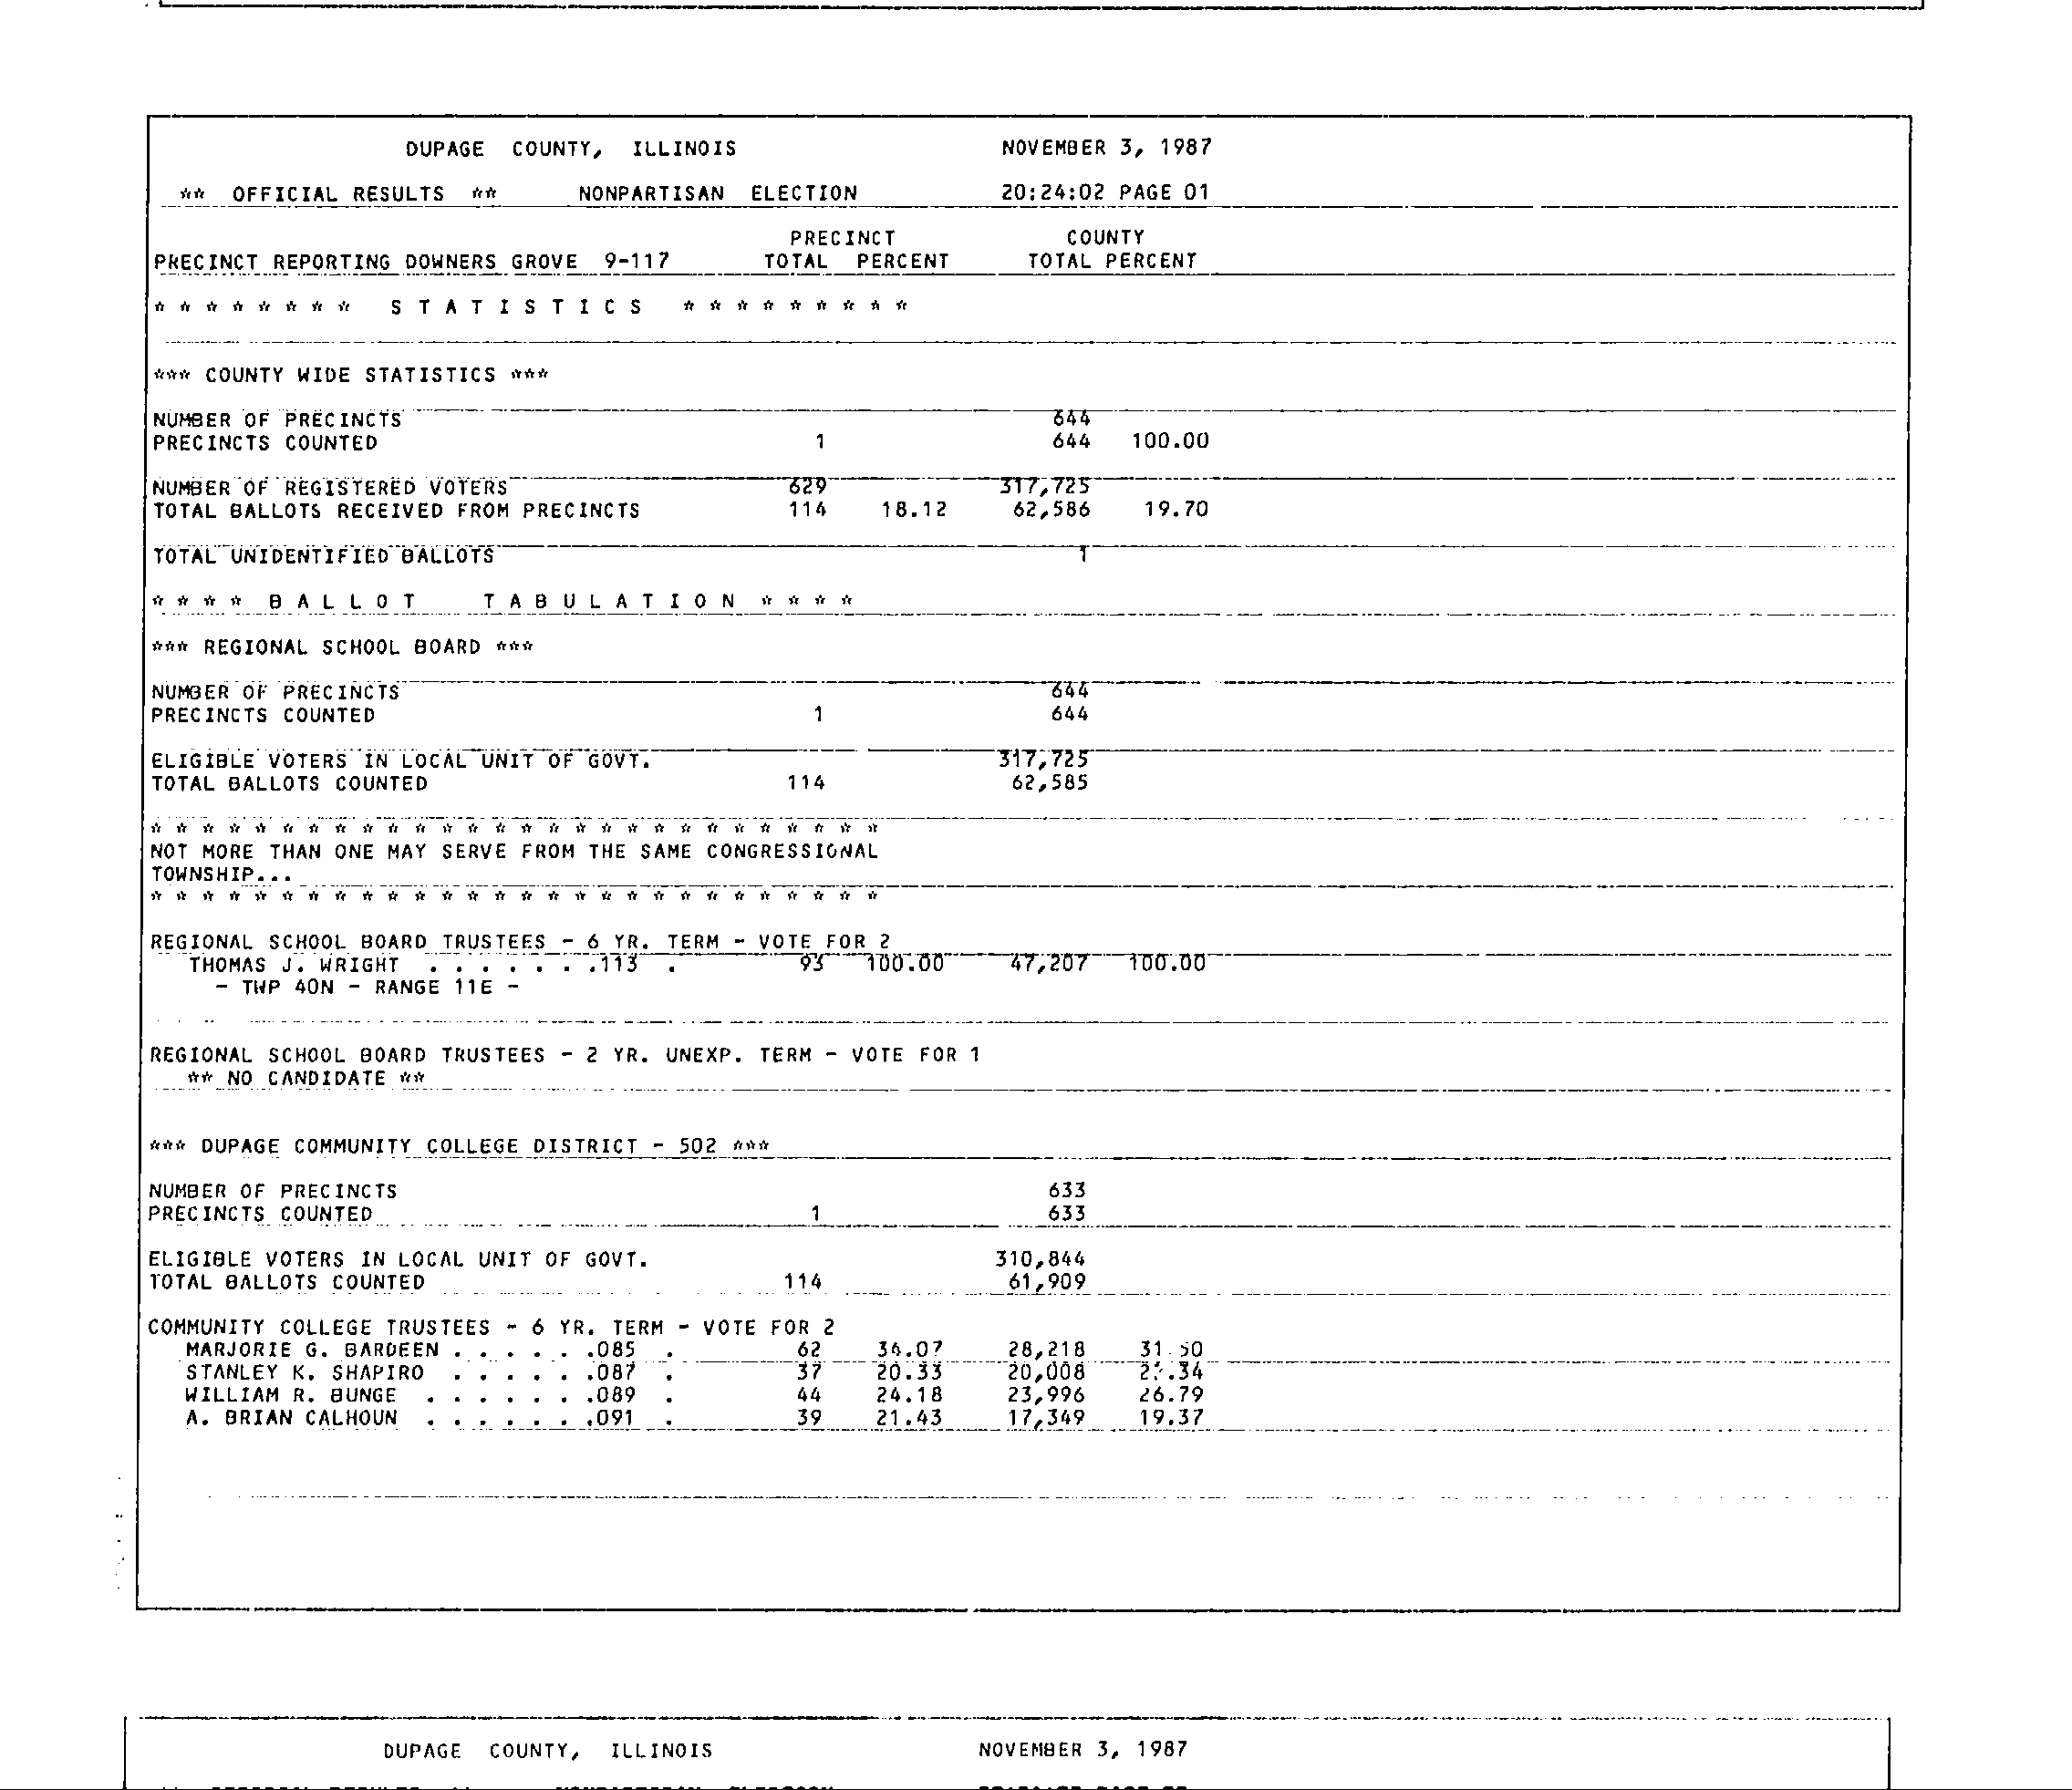 DUPAGE COUNTY, ILLINOIS NOVEMBER 3, 1987
** OFFICIAL RESULTS ** NONPARTISAN ELECTION 20:24:02 PAGE 01
PRECINCT COUNTY
PRECINCT REPORTING DOWNERS GROVE 9-117 TOTAL PERCENT TOTAL PERCENT
* * * * * * * * S T A T I S T I C S * * * * * * * * *
*** COUNTY WIDE STATISTICS ***
NUMBER OF PRECINCTS 644
PRECINCTS COUNTED 1 644 100.00
NUMBER OF REGISTERED VOTERS 629 317,725
TOTAL BALLOTS RECEIVED FROM PRECINCTS 114 18.12 62,586 19.70
TOTAL UNIDENTIFIED BALLOTS 1
* * * * B A L L O T T A B U L A T I O N * * * *
*** REGIONAL SCHOOL BOARD ***
NUMBER OF PRECINCTS 644
PRECINCTS COUNTED 1 644
ELIGIBLE VOTERS IN LOCAL UNIT OF GOVT. 317,725
TOTAL BALLOTS COUNTED 114 62,585
* * * * * * * * * * * * * * * * * * * * * * * * * * * *
NOT MORE THAN ONE MAY SERVE FROM THE SAME CONGRESSIONAL
TOWNSHIP...
* * * * * * * * * * * * * * * * * * * * * * * * * * * *
REGIONAL SCHOOL BOARD TRUSTEES - 6 YR. TERM - VOTE FOR 2
THOMAS J. WRIGHT . . . . . . .113 . 93 100.00 47,207 100.00
- TWP 40N - RANGE 11E -
REGIONAL SCHOOL BOARD TRUSTEES - 2 YR. UNEXP. TERM - VOTE FOR 1
** NO CANDIDATE **
*** DUPAGE COMMUNITY COLLEGE DISTRICT - 502 ***
NUMBER OF PRECINCTS 633
PRECINCTS COUNTED 1 633
ELIGIBLE VOTERS IN LOCAL UNIT OF GOVT. 310,844
TOTAL BALLOTS COUNTED 114 61,909
COMMUNITY COLLEGE TRUSTEES - 6 YR. TERM - VOTE FOR 2
MARJORIE G. BARDEEN . . . . . .085 . 62 34.07 28,218 31.50
STANLEY K. SHAPIRO . . . . . .087 . 37 20.33 20,008
WILLIAM R. BUNGE . . . . . . .089 . 44 24.18 23,996 26.79
A. BRIAN CALHOUN . . . . . . .091 . 39 21.43 17,349 19.37
DUPAGE COUNTY, ILLINOIS NOVEMBER 3, 1987